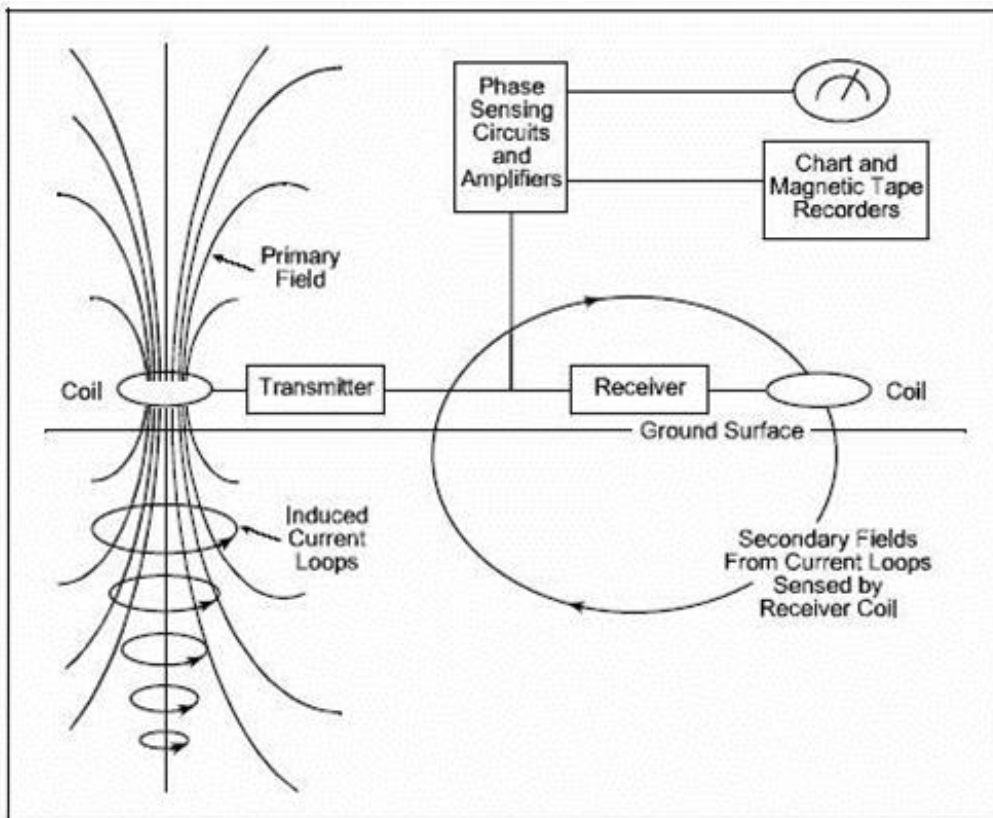 Phase
Sensing
Circuits
and
Amplifiers
Chart and
Magnetic Tape
Recorders
Primary
Field
Coil
Transmitter
Receiver
Coil
Ground Surface
Induced
Current
Loops
Secondary Fields
From Current Loops
Sensed by
Receiver Coil